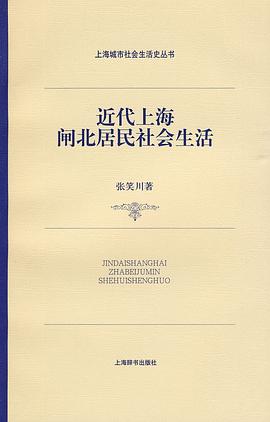 上海城市社会生活史丛书
近代上海
闸北居民社会生活
张笑川著
JINDAISHANGHAI
ZHABEIJUMIN
SHEHUISHENGHUO
上海辞书出版社